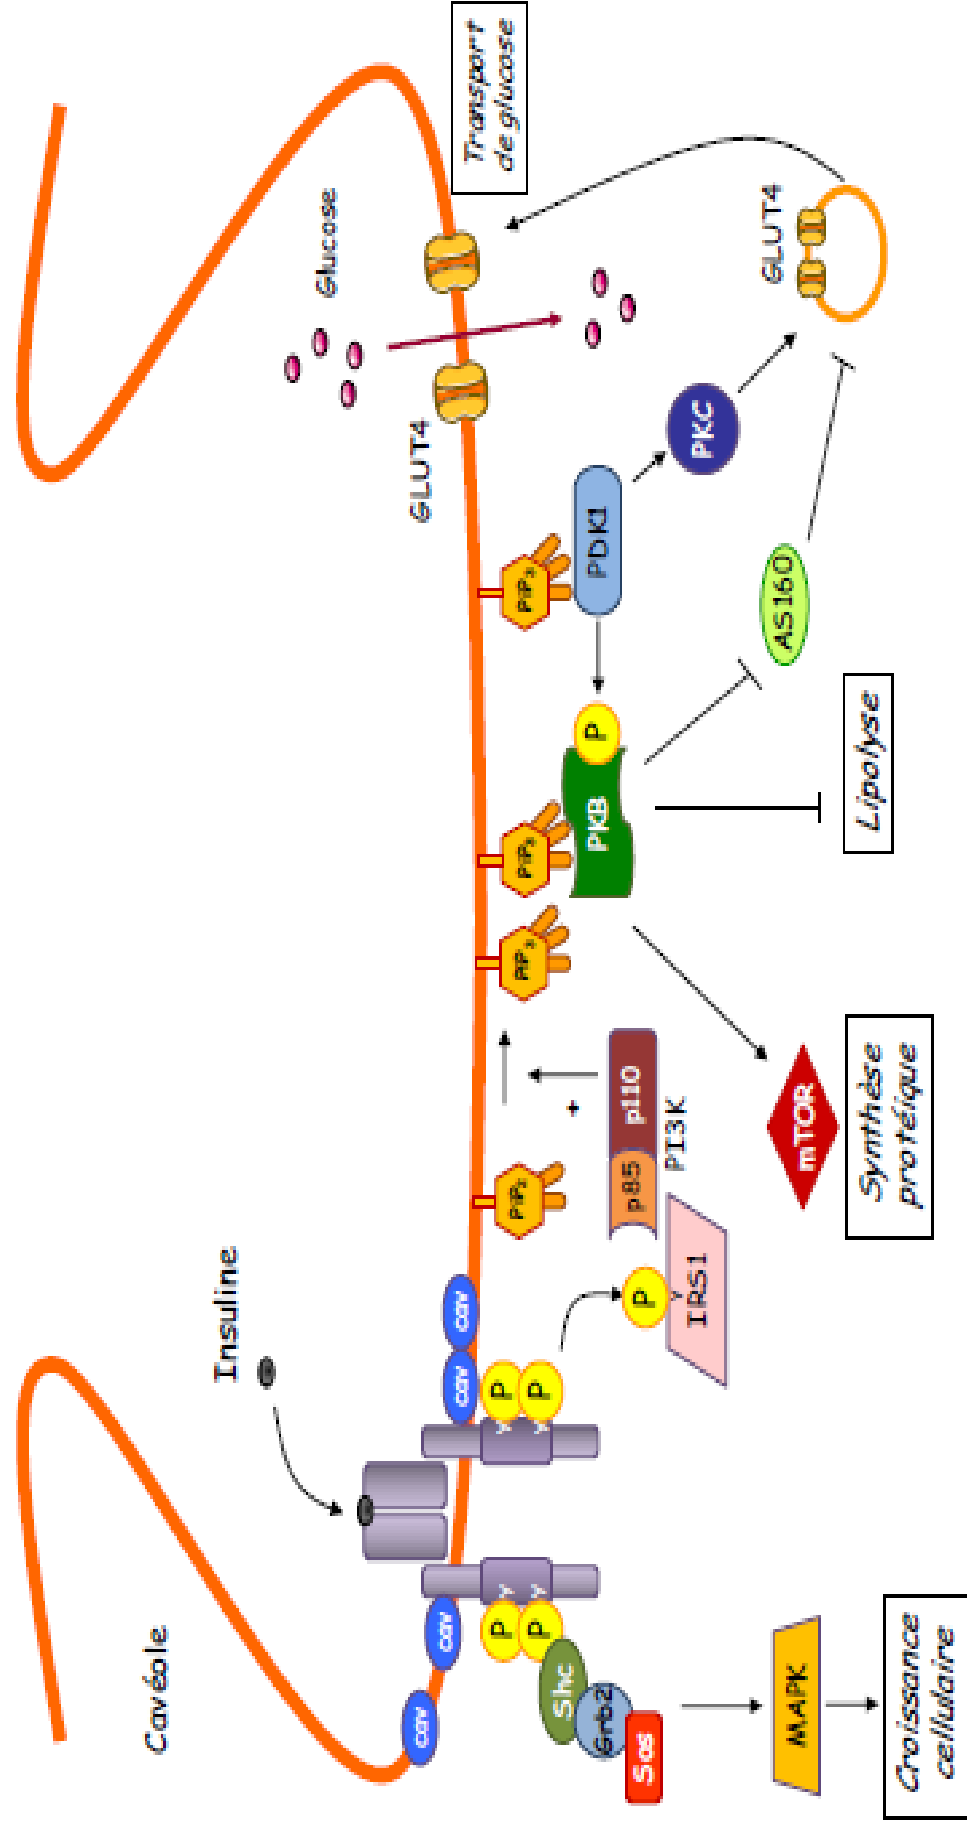 Cavéole
Insuline
Glucose
GLUT4
Transport
de glucose
cav
cav
cav
cav
P
P
Y
Y
P
P
Y
Y
Shc
Grb2
Sos
MAPK
Croissance
cellulaire
P
Y
IRS1
p85
p110
PI3K
+
PiP2
PiP3
PiP3
PiP3
PKB
P
PDK1
PKC
AS160
GLUT4
mTOR
Synthèse
protéique
Lipolyse